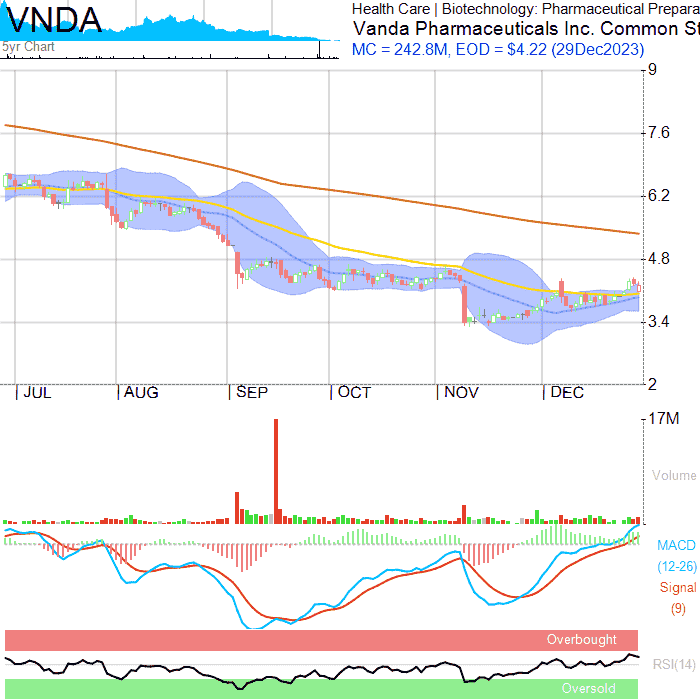 VNDA
5yr Chart
Health Care | Biotechnology: Pharmaceutical Prepara
Vanda Pharmaceuticals Inc. Common St
MC = 242.8M, EOD = $4.22 (29Dec2023)
9
7.6
6.2
4.8
3.4
2
JUL AUG SEP OCT NOV DEC
17M
Volume
MACD
(12-26)
Signal
(9)
Overbought
RSI(14)
Oversold